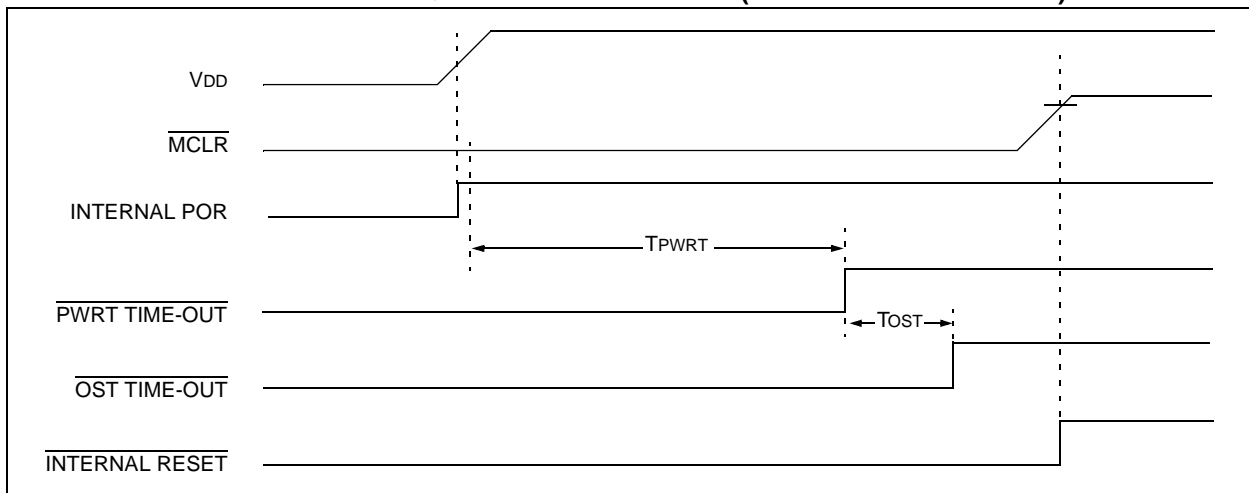 VDD
MCLR
INTERNAL POR
TPWRT
PWRT TIME-OUT
TOST
OST TIME-OUT
INTERNAL RESET